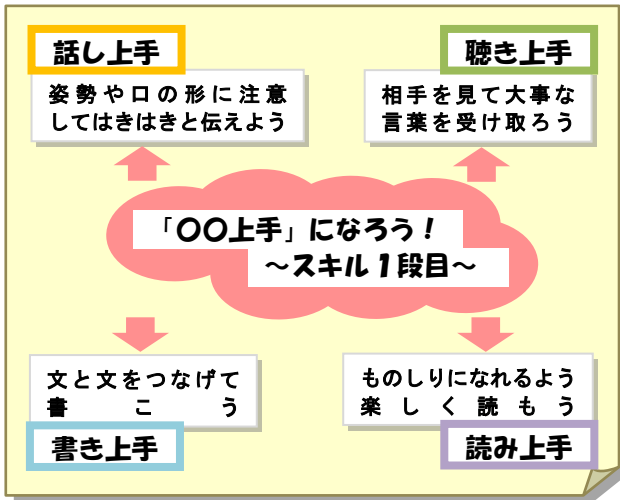 話し上手
姿勢や口の形に注意
してはきはきと伝えよう
聴き上手
相手を見て大事な
言葉を受け取ろう
「〇〇上手」になろう！
～スキル１段目～
文と文をつなげて
書こう
書き上手
ものしりになれるよう
楽しく読もう
読み上手